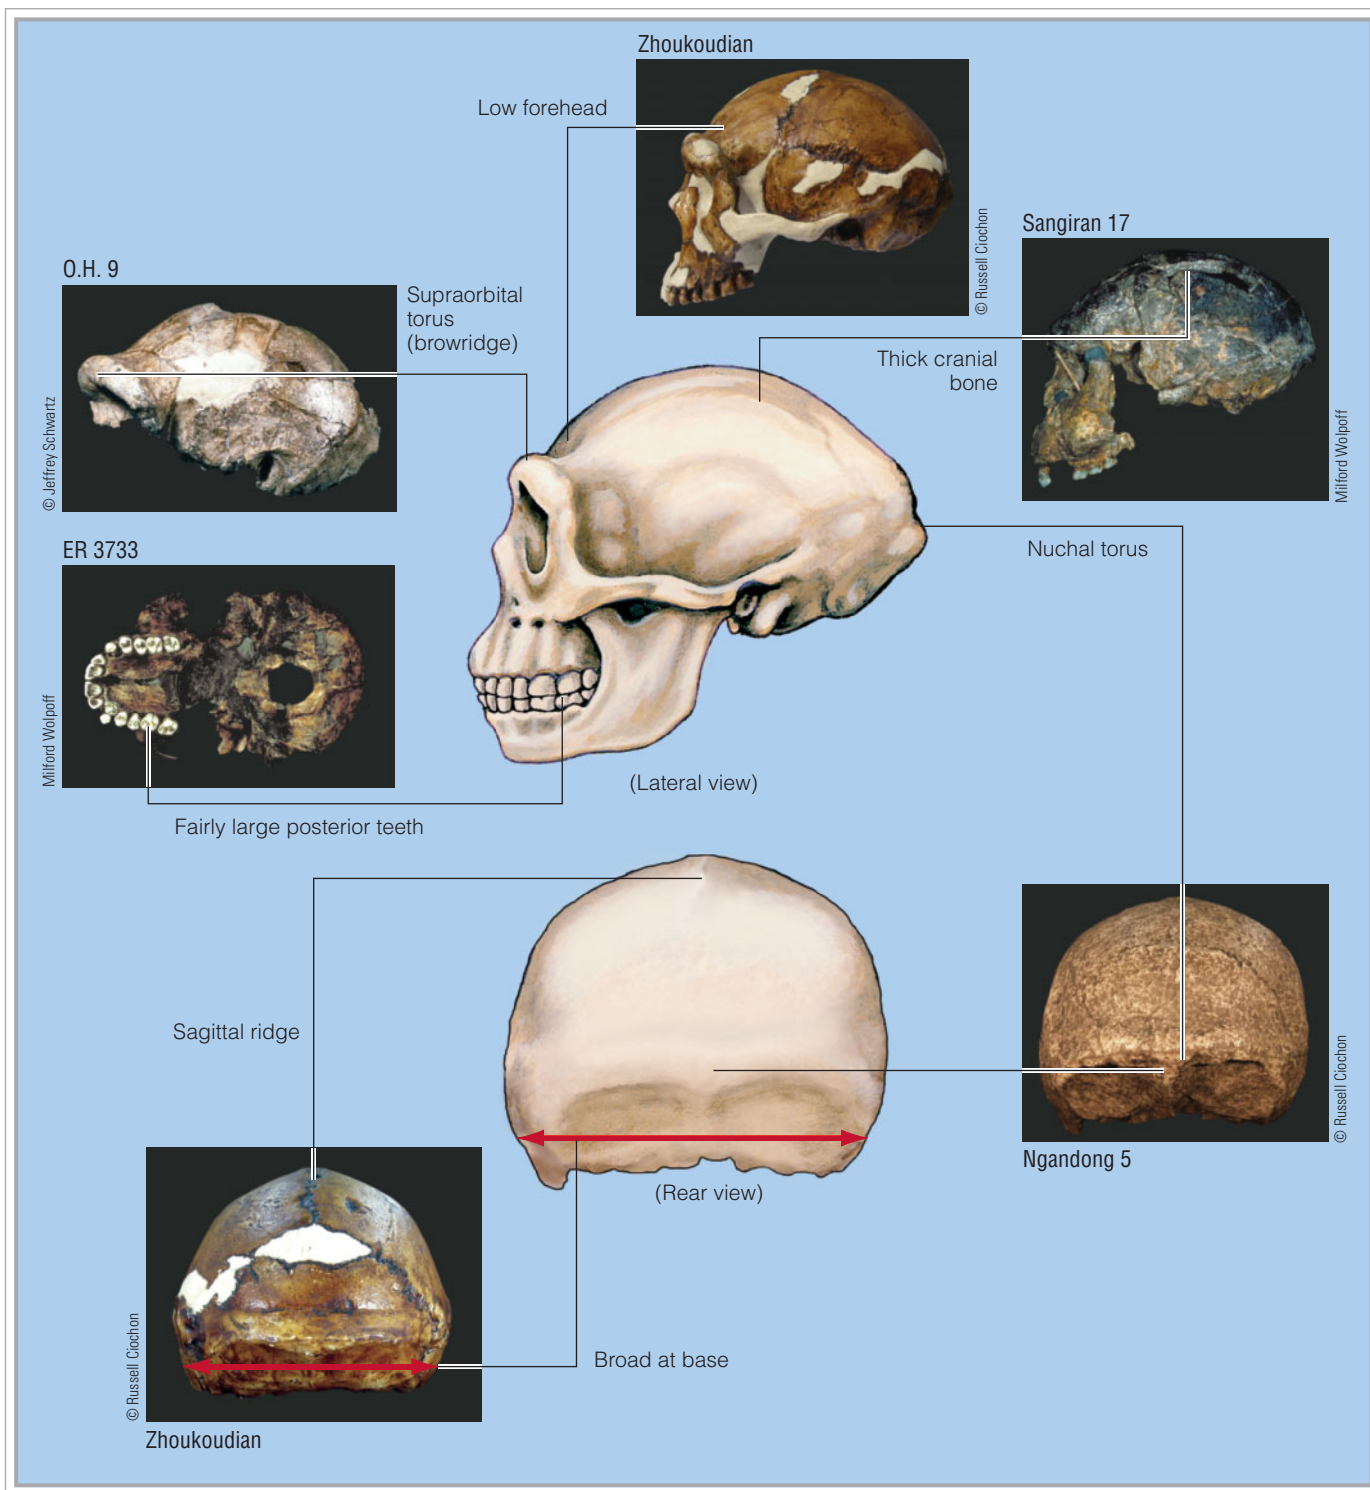 Zhoukoudian
Low forehead
© Russell Ciochon
Sangiran 17
O.H. 9
Supraorbital
torus
(browridge)
© Jeffrey Schwartz
Thick cranial
bone
Milford Wolpoff
ER 3733
Nuchal torus
Milford Wolpoff
(Lateral view)
Fairly large posterior teeth
Sagittal ridge
© Russell Ciochon
Ngandong 5
(Rear view)
© Russell Ciochon
Broad at base
Zhoukoudian